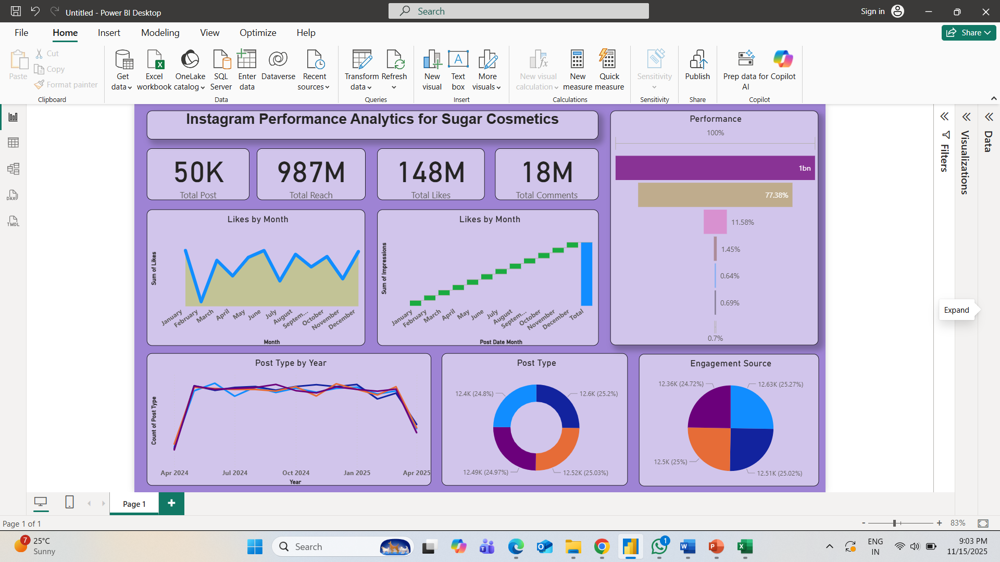 Untitled - Power BI Desktop
Search
Sign in
File
Home
Insert
Modeling
View
Optimize
Help
Share
Paste
Cut
Copy
Format painter
Clipboard
Get data
Excel workbook
OneLake catalog
SQL Server
Enter data
Dataverse
Recent sources
Data
Transform data
Refresh
Queries
New visual
Text box
More visuals
Insert
New visual calculation
New measure
Quick measure
Calculations
Sensitivity
Sensitivity
Publish
Share
Prep data for AI
Copilot
Copilot
DAX
TMDL
Instagram Performance Analytics for Sugar Cosmetics
50K
Total Post
987M
Total Reach
148M
Total Likes
18M
Total Comments
Performance
100%
1bn
77.38%
11.58%
1.45%
0.64%
0.69%
0.7%
Likes by Month
Sum of Likes
January
February
March
April
May
June
July
August
Septem...
October
November
December
Month
Likes by Month
Sum of Impressions
January
February
March
April
May
June
July
August
Septem...
October
November
December
Total
Post Date Month
Post Type by Year
Count of Post Type
Apr 2024
Jul 2024
Oct 2024
Jan 2025
Apr 2025
Year
Post Type
12.4K (24.8%)
12.6K (25.2%)
12.49K (24.97%)
12.52K (25.03%)
Engagement Source
12.36K (24.72%)
12.63K (25.27%)
12.5K (25%)
12.51K (25.02%)
Filters
Visualizations
Data
Expand
Page 1
Page 1 of 1
83%
7
25°C
Sunny
Search
1
ENG
IN
9:03 PM
11/15/2025